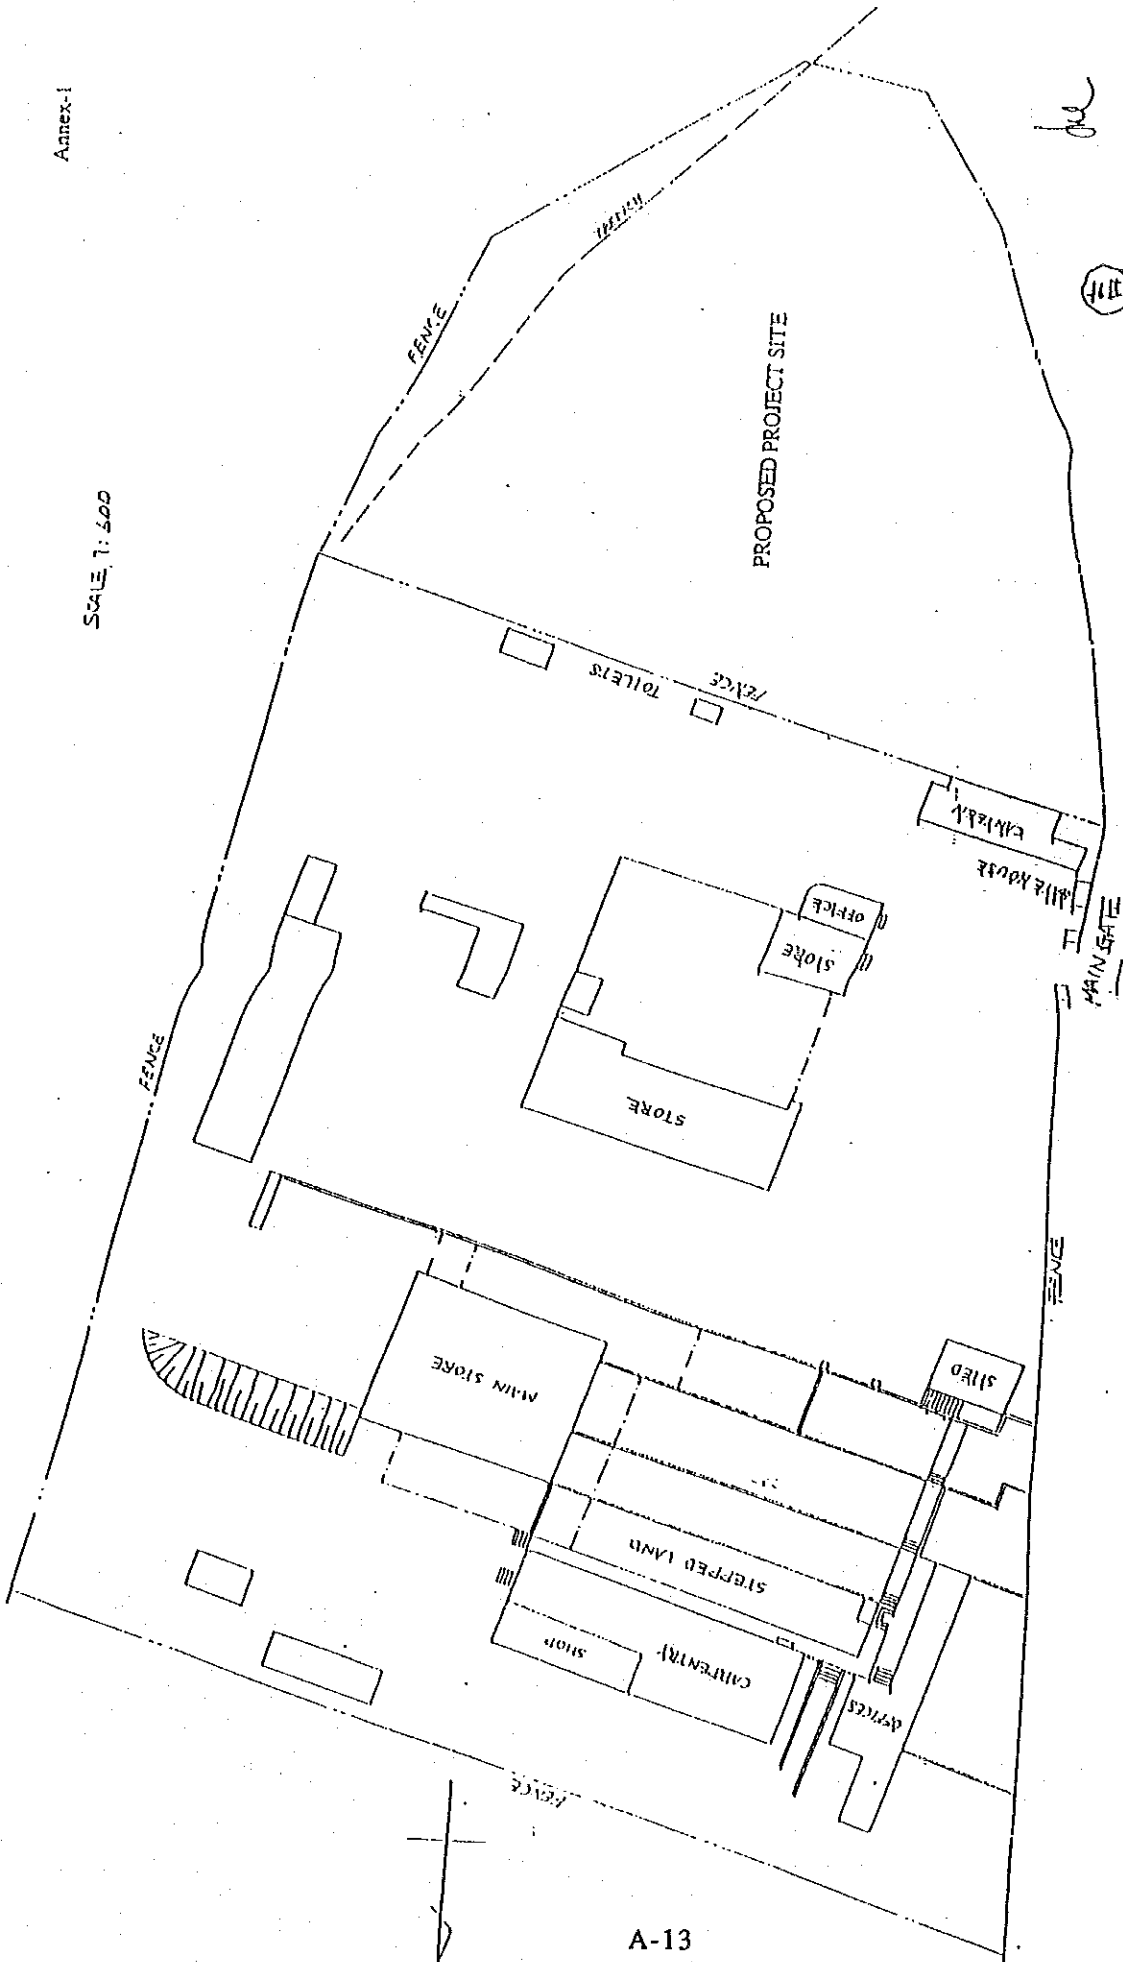 Annex-1
SCALE, 1:600
FENCE
PROPOSED PROJECT SITE
TOILETS
FENCE
OFFICE
STORE
MAIN GATE
FENCE
STORE
FENCE
MAIN STORE
SHED
STEPPED LAND
SHOP
CARPENTRY
OFFICES
FENCE
A-13